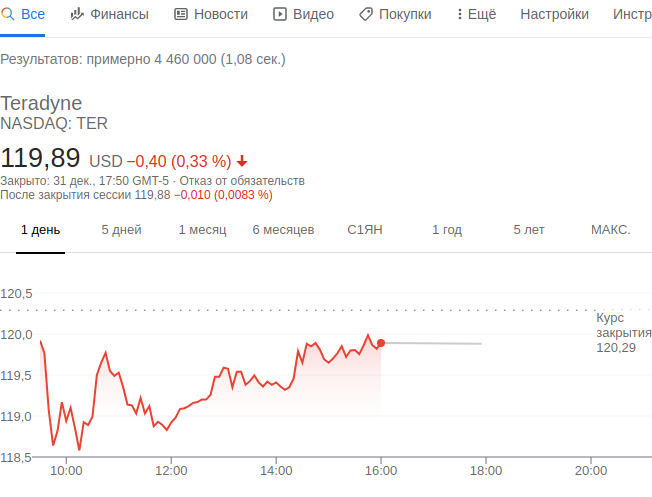 Все Финансы Новости Видео Покупки Ещё Настройки Инстр
Результатов: примерно 4 460 000 (1,08 сек.)
Teradyne
NASDAQ: TER
119,89 USD −0,40 (0,33 %)
Закрыто: 31 дек., 17:50 GMT-5 · Отказ от обязательств
После закрытия сессии 119,88 −0,010 (0,0083 %)
1 день 5 дней 1 месяц 6 месяцев С1ЯН 1 год 5 лет МАКС.
120,5
120,0
119,5
119,0
118,5
Курс
закрытия
120,29
10:00 12:00 14:00 16:00 18:00 20:00